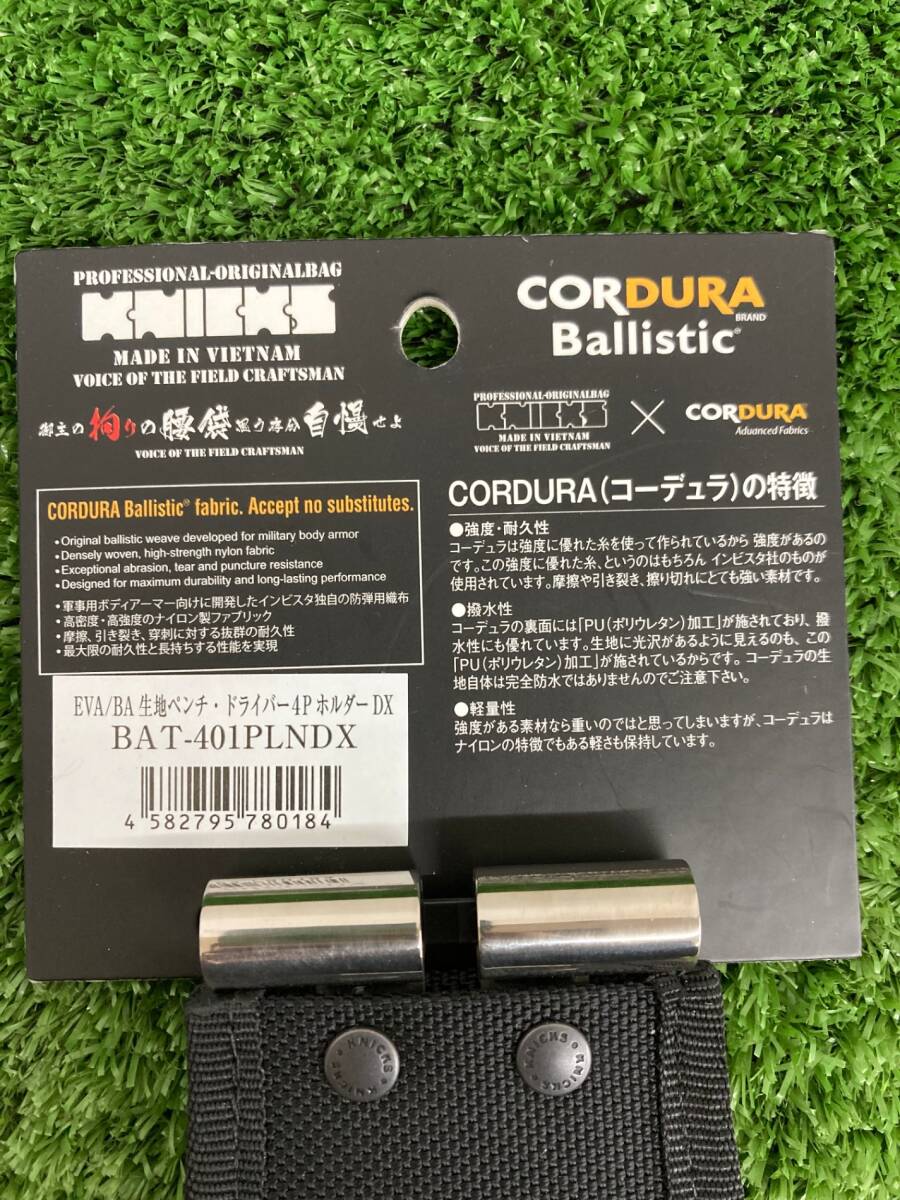 PROFESSIONAL-ORIGINALBAG
KNICKS
MADE IN VIETNAM
VOICE OF THE FIELD CRAFTSMAN
御主の拘りの腰袋 思う存分自慢せよ
VOICE OF THE FIELD CRAFTSMAN
CORDURA Ballistic® fabric. Accept no substitutes.
•Original ballistic weave developed for military body armor
•Densely woven, high-strength nylon fabric
•Exceptional abrasion, tear and puncture resistance
•Designed for maximum durability and long-lasting performance
•軍事用ボディアーマー向けに開発したインビスタ独自の防弾用織布
•高密度・高強度のナイロン製ファブリック
•摩擦、引き裂き、穿刺に対する抜群の耐久性
•最大限の耐久性と長持ちする性能を実現
EVA/BA 生地ペンチ・ドライバー4P ホルダー DX
BAT-401PLNDX
4 582795 780184
CORDURA
BRAND
Ballistic®
PROFESSIONAL-ORIGINALBAG
KNICKS
MADE IN VIETNAM
VOICE OF THE FIELD CRAFTSMAN
×
CORDURA
Advanced Fabrics
CORDURA(コーデュラ)の特徴
●強度・耐久性
コーデュラは強度に優れた糸を使って作られているから 強度があるの
です。この強度に優れた糸、というのはもちろん インビスタ社のものが
使用されています。摩擦や引き裂き、擦り切れにとても強い素材です。
●撥水性
コーデュラの裏面には「PU(ポリウレタン)加工」が施されており、撥
水性にも優れています。生地に光沢があるように見えるのも、この
「PU(ポリウレタン)加工」が施されているからです。コーデュラの生
地自体は完全防水ではありませんのでご注意下さい。
●軽量性
強度がある素材なら重いのではと思ってしまいますが、コーデュラは
ナイロンの特徴でもある軽さも保持しています。
KNICKS • KNICKS •
KNICKS • KNICKS •